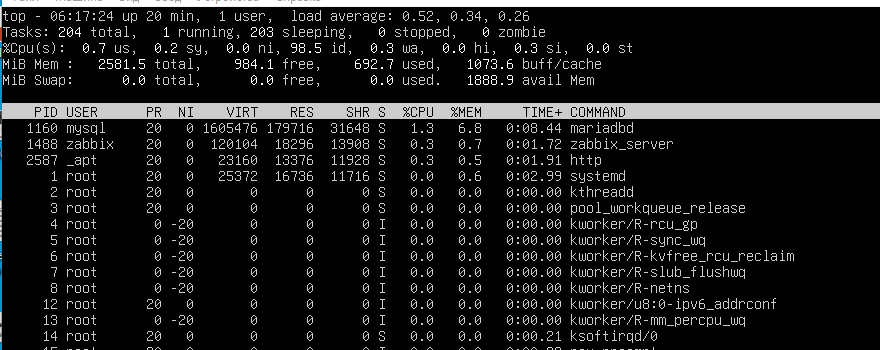 top - 06:17:24 up 20 min,  1 user,  load average: 0.52, 0.34, 0.26
Tasks: 204 total,   1 running, 203 sleeping,   0 stopped,   0 zombie
%Cpu(s):  0.7 us,  0.2 sy,  0.0 ni, 98.5 id,  0.3 wa,  0.0 hi,  0.3 si,  0.0 st
MiB Mem :   2581.5 total,    984.1 free,    692.7 used,   1073.6 buff/cache
MiB Swap:      0.0 total,      0.0 free,      0.0 used.   1888.9 avail Mem
PID USER      PR  NI    VIRT    RES    SHR S  %CPU  %MEM     TIME+ COMMAND
1160 mysql     20   0 1605476 179716  31648 S   1.3   6.8   0:08.44 mariadbd
1488 zabbix    20   0  120104  18296  13908 S   0.3   0.7   0:01.72 zabbix_server
2587 _apt      20   0   23160  13376  11928 S   0.3   0.5   0:01.91 http
1 root      20   0   25372  16736  11716 S   0.0   0.6   0:02.99 systemd
2 root      20   0       0      0      0 S   0.0   0.0   0:00.00 kthreadd
3 root      20   0       0      0      0 S   0.0   0.0   0:00.00 pool_workqueue_release
4 root       0 -20       0      0      0 I   0.0   0.0   0:00.00 kworker/R-rcu_gp
5 root       0 -20       0      0      0 I   0.0   0.0   0:00.00 kworker/R-sync_wq
6 root       0 -20       0      0      0 I   0.0   0.0   0:00.00 kworker/R-kvfree_rcu_reclaim
7 root       0 -20       0      0      0 I   0.0   0.0   0:00.00 kworker/R-slub_flushwq
8 root       0 -20       0      0      0 I   0.0   0.0   0:00.00 kworker/R-netns
12 root      20   0       0      0      0 I   0.0   0.0   0:00.00 kworker/u8:0-ipv6_addrconf
13 root       0 -20       0      0      0 I   0.0   0.0   0:00.00 kworker/R-mm_percpu_wq
14 root      20   0       0      0      0 S   0.0   0.0   0:00.21 ksoftirqd/0